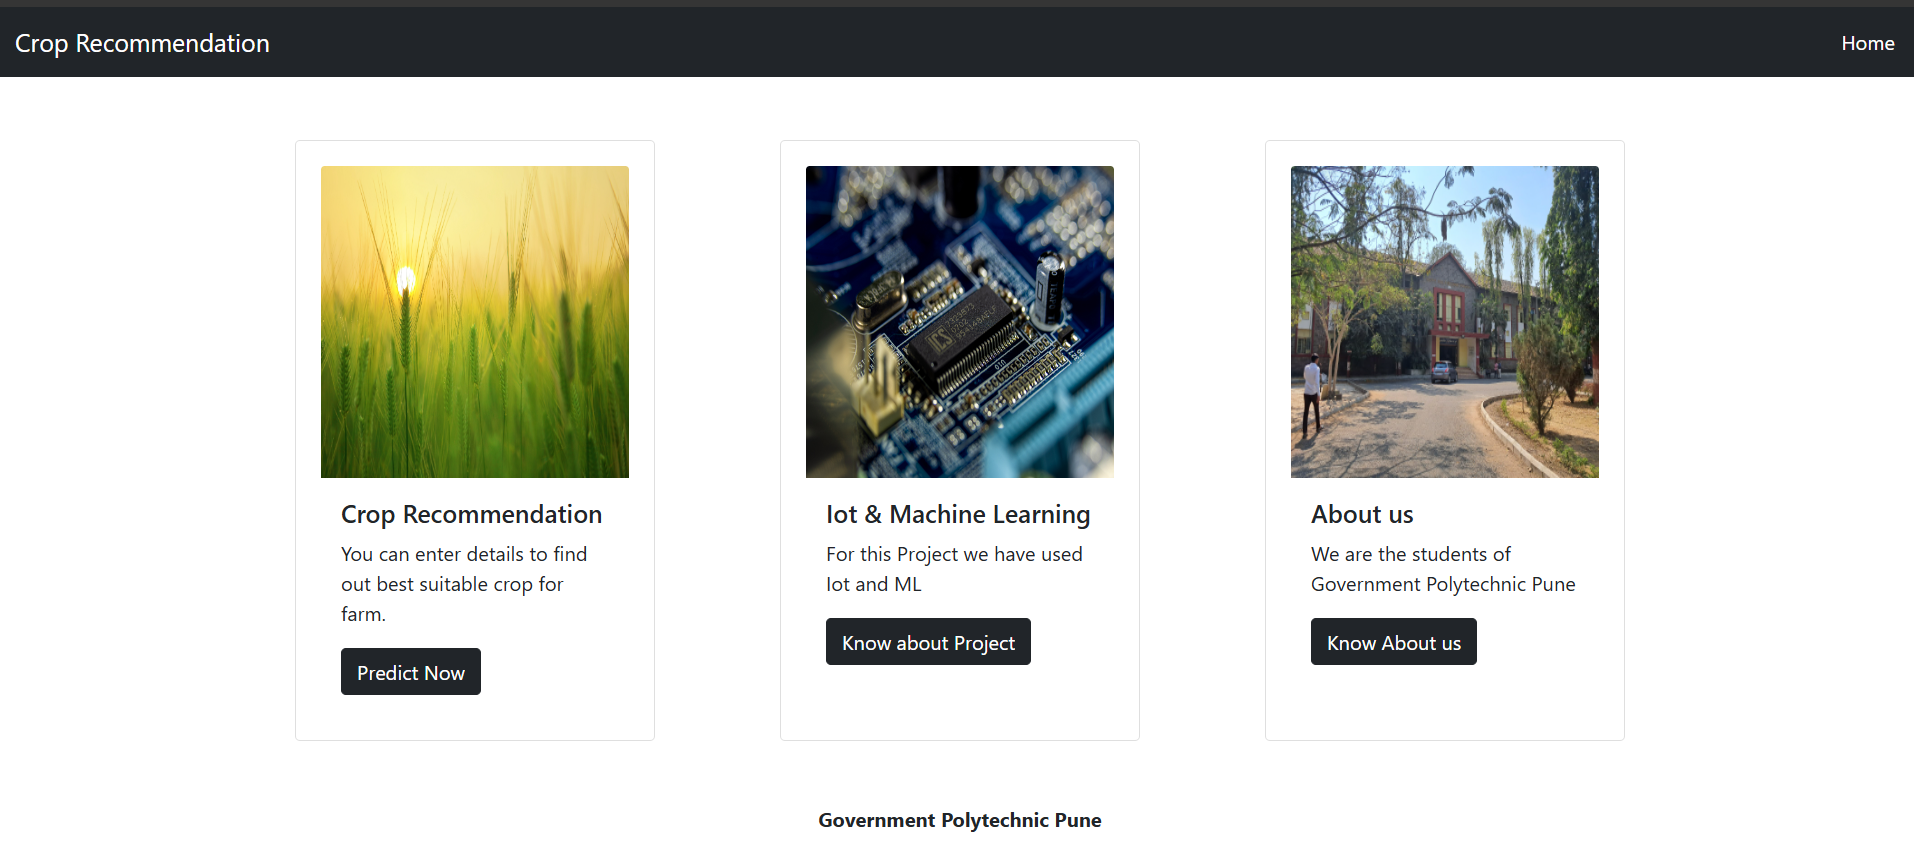 Crop Recommendation
Home
Crop Recommendation
You can enter details to find
out best suitable crop for
farm.
Predict Now
Iot & Machine Learning
For this Project we have used
Iot and ML
Know about Project
About us
We are the students of
Government Polytechnic Pune
Know About us
Government Polytechnic Pune